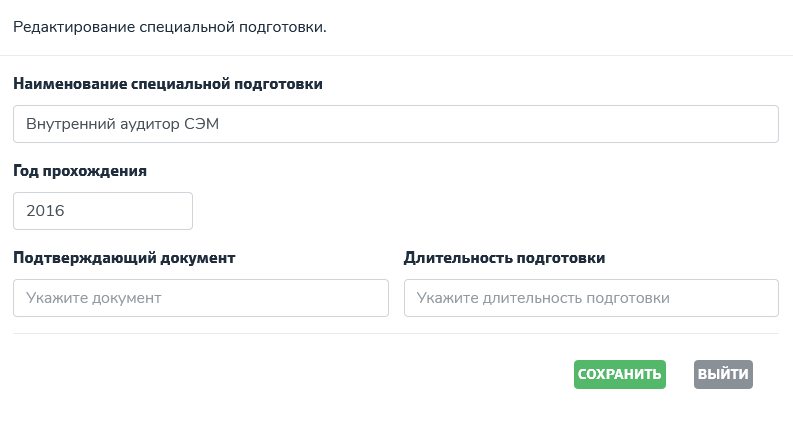 Редактирование специальной подготовки.
Наименование специальной подготовки
Внутренний аудитор СЭМ
Год прохождения
2016
Подтверждающий документ
Длительность подготовки
Укажите документ
Укажите длительность подготовки
СОХРАНИТЬ
ВЫЙТИ